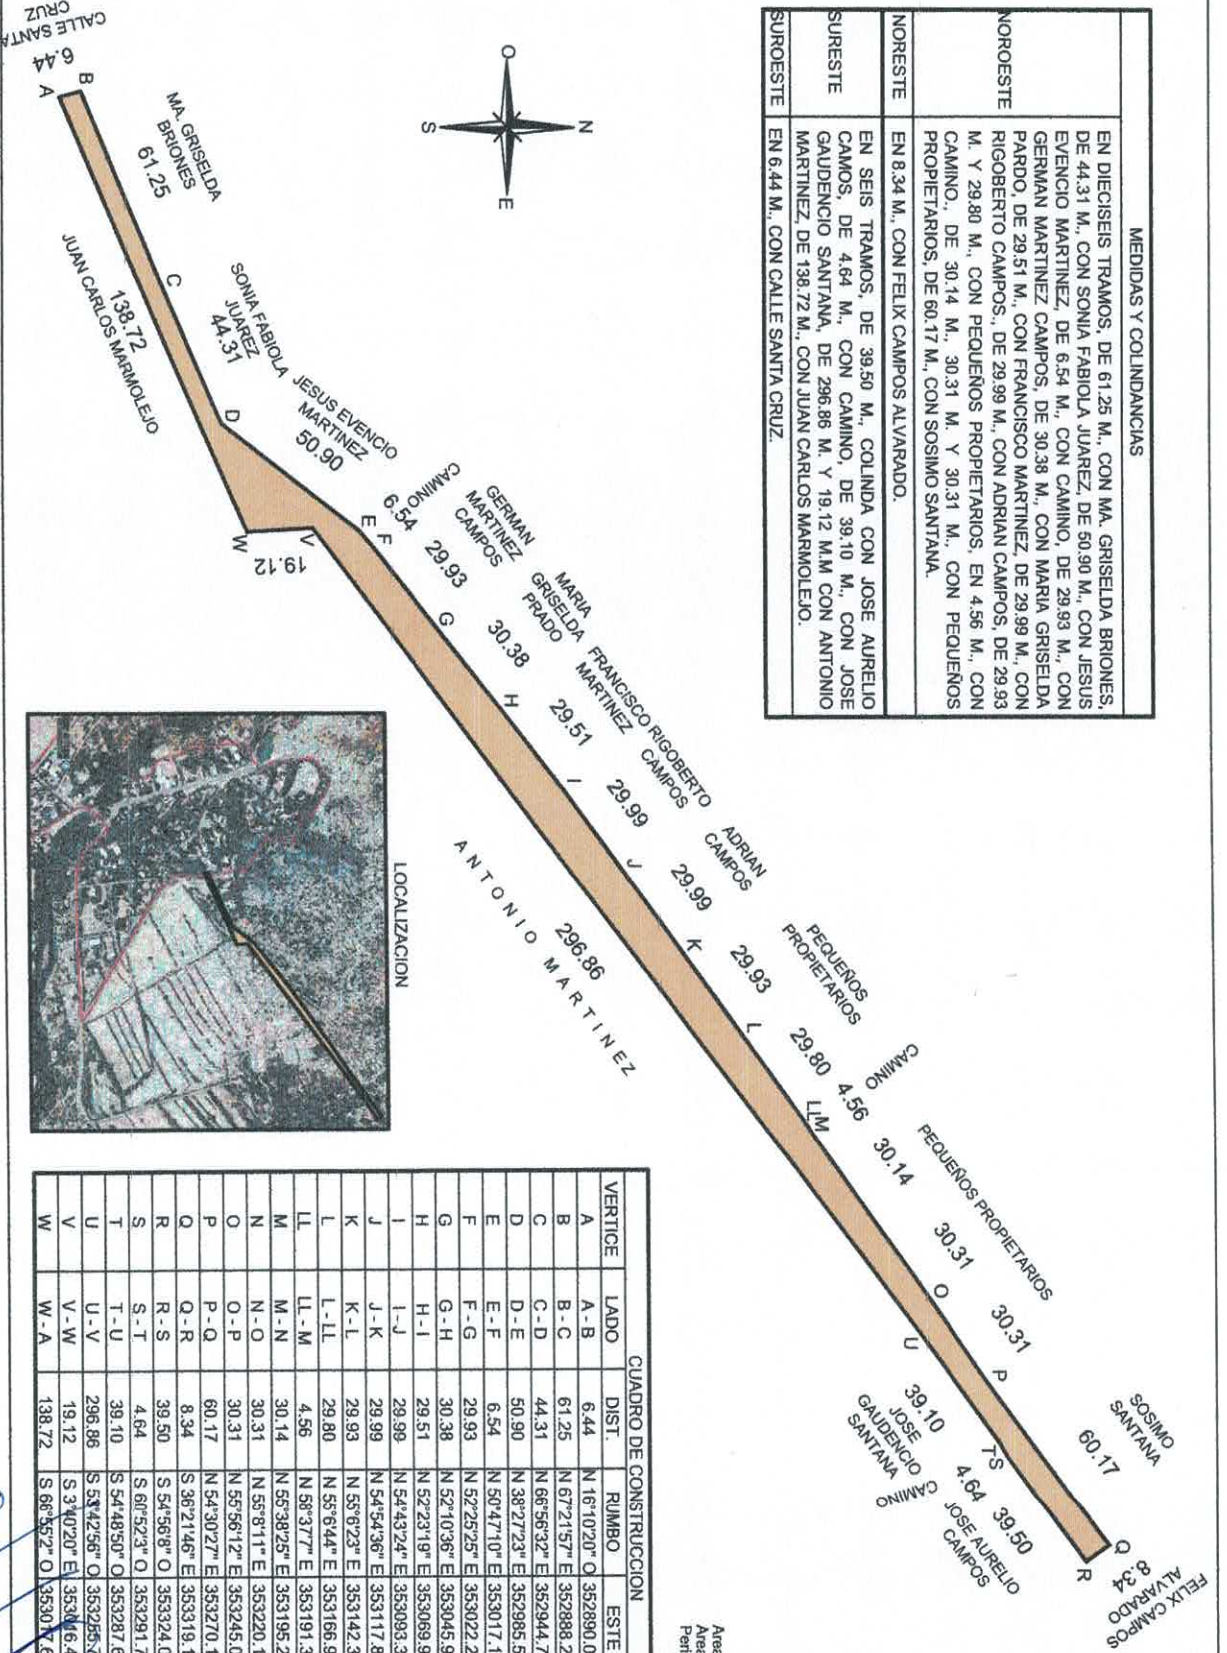 MEDIDAS Y COLINDANCIAS
NOROESTE
EN DIECISEIS TRAMOS, DE 61.25 M., CON MA. GRISELDA BRIONES,
DE 44.31 M., CON SONIA FABIOLA JUAREZ, DE 50.90 M., CON JESUS
EVENCIO MARTINEZ, DE 6.54 M., CON CAMINO, DE 29.93 M., CON
GERMAN MARTINEZ CAMPOS, DE 30.38 M., CON MARIA GRISELDA
PARDO, DE 29.51 M., CON FRANCISCO MARTINEZ, DE 29.99 M., CON
RIGOBERTO CAMPOS., DE 29.99 M., CON ADRIAN CAMPOS, DE 29.93
M. Y 29.80 M., CON PEQUEÑOS PROPIETARIOS, EN 4.56 M., CON
CAMINO., DE 30.14 M., 30.31 M. Y 30.31 M., CON PEQUEÑOS
PROPIETARIOS, DE 60.17 M., CON SOSIMO SANTANA.
NORESTE
EN 8.34 M., CON FELIX CAMPOS ALVARADO.
SURESTE
EN SEIS TRAMOS, DE 39.50 M., COLINDA CON JOSE AURELIO
CAMOS, DE 4.64 M., CON CAMINO, DE 39.10 M., CON JOSE
GAUDENCIO SANTANA, DE 296.86 M. Y 19.12 M.M CON ANTONIO
MARTINEZ, DE 138.72 M., CON JUAN CARLOS MARMOLEJO.
SUROESTE
EN 6.44 M., CON CALLE SANTA CRUZ.
N
O
E
S
CALLE SANTA
CRUZ
6.44
A
B
MA. GRISELDA
BRIONES
61.25
C
SONIA FABIOLA
JUAREZ
44.31
D
JESUS EVENCIO
MARTINEZ
50.90
E
CAMINO
6.54
F
GERMAN
MARTINEZ
CAMPOS
29.93
G
MARIA
GRISELDA
PRADO
30.38
H
FRANCISCO
MARTINEZ
29.51
I
RIGOBERTO
CAMPOS
29.99
J
ADRIAN
CAMPOS
29.99
K
PEQUEÑOS
PROPIETARIOS
29.93
L
29.80
LL
CAMINO
4.56
M
PEQUEÑOS PROPIETARIOS
30.14
30.31
O
30.31
P
SOSIMO
SANTANA
60.17
Q
8.34
FELIX CAMPOS
ALVARADO
R
39.50
JOSE AURELIO
CAMPOS
S
4.64
CAMINO
T
39.10
JOSE
GAUDENCIO
SANTANA
U
296.86
ANTONIO MARTINEZ
V
19.12
W
138.72
JUAN CARLOS MARMOLEJO
LOCALIZACION
CUADRO DE CONSTRUCCION
VERTICE LADO DIST. RUMBO ESTE
A A - B 6.44 N 16°10'20" O 352890.0
B B - C 61.25 N 67°21'57" E 352888.2
C C - D 44.31 N 66°56'32" E 352944.7
D D - E 50.90 N 38°27'23" E 352985.5
E E - F 6.54 N 50°47'10" E 353017.1
F F - G 29.93 N 52°25'25" E 353022.2
G G - H 30.38 N 52°10'36" E 353045.9
H H - I 29.51 N 52°23'19" E 353069.9
I I - J 29.99 N 54°43'24" E 353093.3
J J - K 29.99 N 54°54'36" E 353117.8
K K - L 29.93 N 55°6'23" E 353142.3
L L - LL 29.80 N 55°6'44" E 353166.9
LL LL - M 4.56 N 58°37'7" E 353191.3
M M - N 30.14 N 55°38'25" E 353195.2
N N - O 30.31 N 55°8'11" E 353220.1
O O - P 30.31 N 55°56'12" E 353245.0
P P - Q 60.17 N 54°30'27" E 353270.1
Q Q - R 8.34 S 36°21'46" E 353319.1
R R - S 39.50 S 54°56'8" O 353324.0
S S - T 4.64 S 60°52'3" O 353291.7
T T - U 39.10 S 54°48'50" O 353287.6
U U - V 296.86 S 53°42'56" O 353255.7
V V - W 19.12 S 3°40'20" E 353016.4
W W - A 138.72 S 66°55'2" O 353017.6
Area
Area
Peri